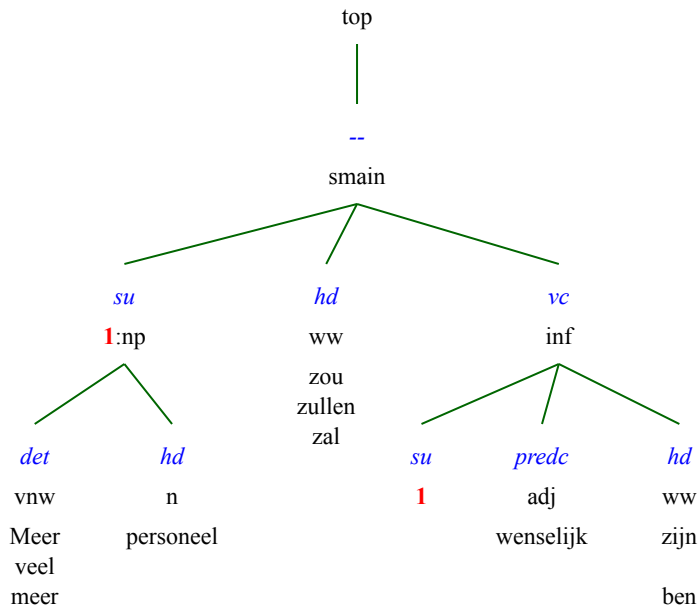 top
--
smain
su hd vc
1:np ww inf
zou
zullen
zal
det hd su predc hd
vnw n 1 adj ww
Meer personeel wenselijk zijn
veel
meer ben